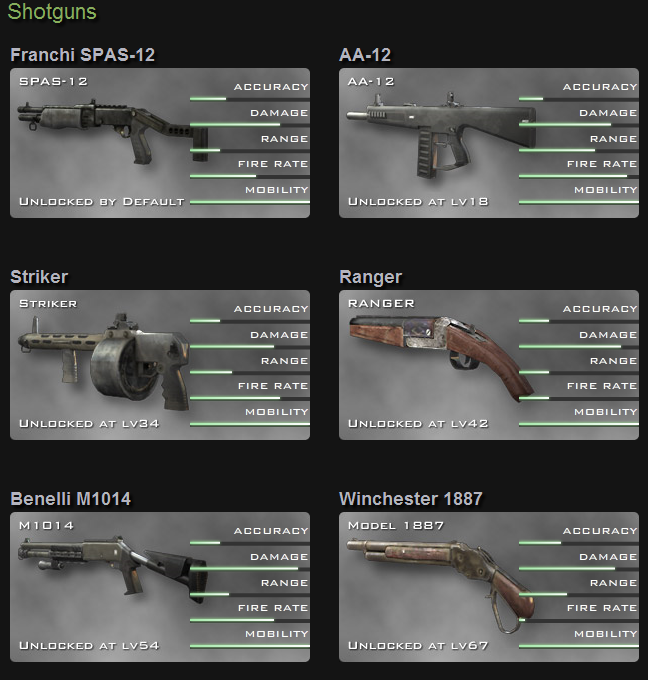 Shotguns
Franchi SPAS-12
SPAS-12
ACCURACY
DAMAGE
RANGE
FIRE RATE
MOBILITY
Unlocked by Default
AA-12
AA-12
ACCURACY
DAMAGE
RANGE
FIRE RATE
MOBILITY
Unlocked at lv18
Striker
Striker
ACCURACY
DAMAGE
RANGE
FIRE RATE
MOBILITY
Unlocked at lv34
Ranger
RANGER
ACCURACY
DAMAGE
RANGE
FIRE RATE
MOBILITY
Unlocked at lv42
Benelli M1014
M1014
ACCURACY
DAMAGE
RANGE
FIRE RATE
MOBILITY
Unlocked at lv54
Winchester 1887
Model 1887
ACCURACY
DAMAGE
RANGE
FIRE RATE
MOBILITY
Unlocked at lv67